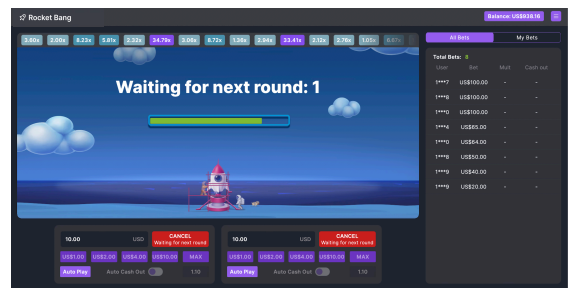 Rocket Bang
Balance: US$938.16
3.60x 2.00x 8.23x 5.81x 2.32x 34.79x 3.06x 8.72x 1.36x 2.94x 33.41x 2.12x 2.76x 1.05x
All Bets My Bets
Total Bets: 8
User Bet Mult Cash out
Waiting for next round: 1
1***7 US$100.00 - -
1***8 US$100.00 - -
1***0 US$100.00 - -
1***4 US$65.00 - -
1***0 US$64.00 - -
1***6 US$50.00 - -
1***9 US$40.00 - -
1***9 US$20.00 - -
10.00 USD CANCEL
Waiting for next round
US$1.00 US$2.00 US$4.00 US$10.00 MAX
Auto Play Auto Cash Out 1.10
10.00 USD CANCEL
Waiting for next round
US$1.00 US$2.00 US$4.00 US$10.00 MAX
Auto Play Auto Cash Out 1.10